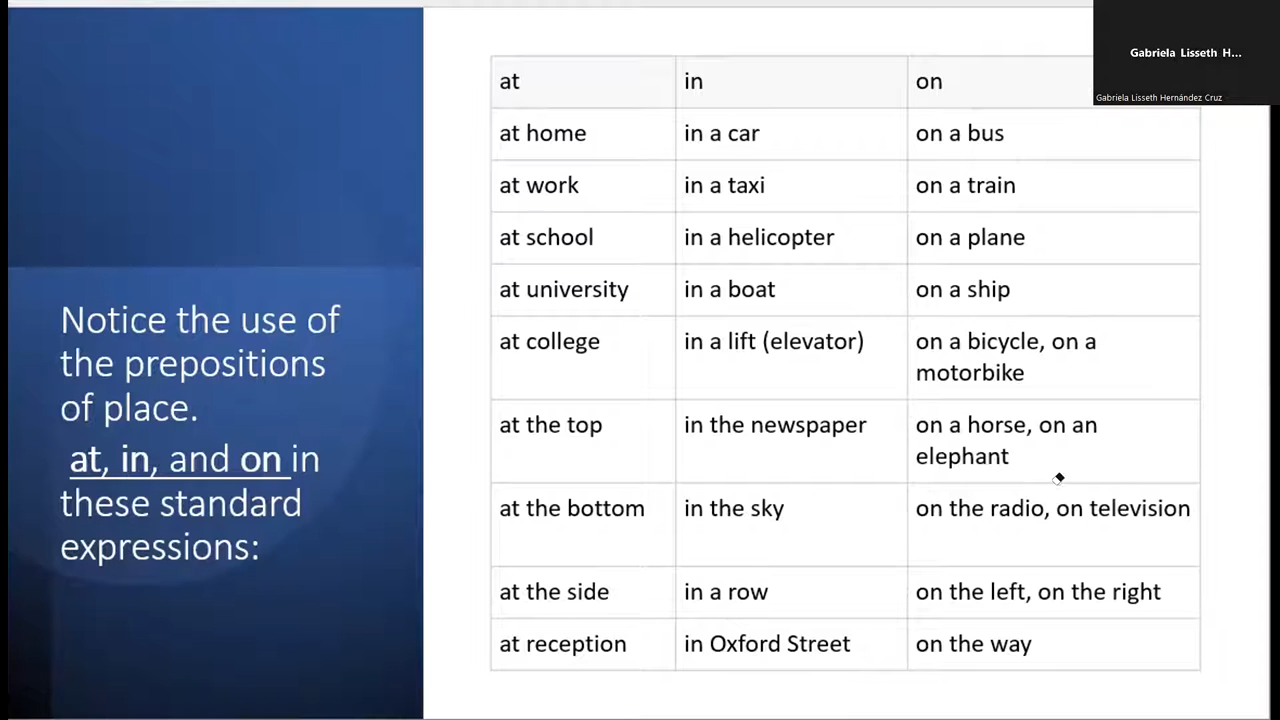 Gabriela Lisseth H...
Gabriela Lisseth Hernández Cruz
Notice the use of
the prepositions
of place.
at, in, and on in
these standard
expressions:
at in on
at home in a car on a bus
at work in a taxi on a train
at school in a helicopter on a plane
at university in a boat on a ship
at college in a lift (elevator) on a bicycle, on a
motorbike
at the top in the newspaper on a horse, on an
elephant
at the bottom in the sky on the radio, on television
at the side in a row on the left, on the right
at reception in Oxford Street on the way